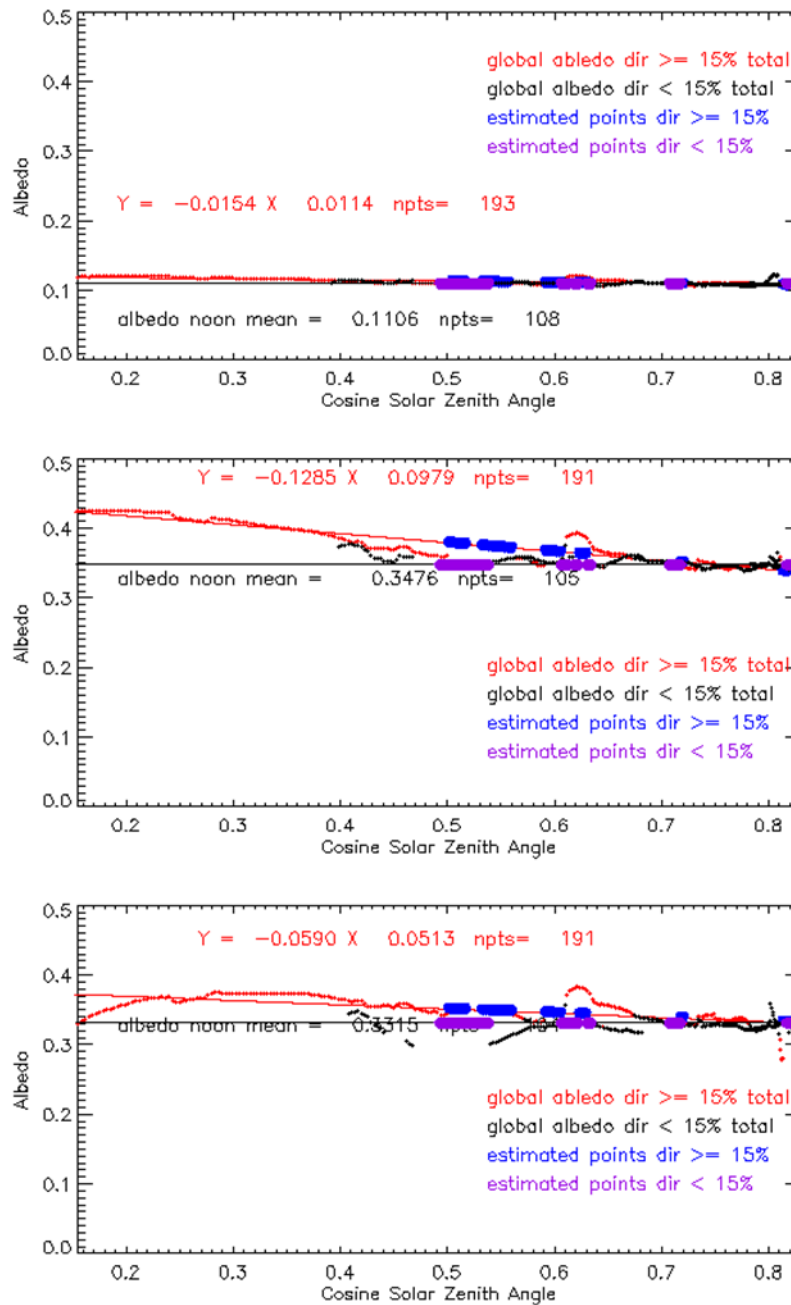 0.5
global abledo dir >= 15% total
0.4
global albedo dir < 15% total
estimated points dir >= 15%
0.3
estimated points dir < 15%
Albedo
0.2
Y = -0.0154 X 0.0114 npts= 193
0.1
albedo noon mean = 0.1106 npts= 108
0.0
0.2 0.3 0.4 0.5 0.6 0.7 0.8
Cosine Solar Zenith Angle
0.5
Y = -0.1285 X 0.0979 npts= 191
0.4
0.3
albedo noon mean = 0.3476 npts= 105
Albedo
0.2
global abledo dir >= 15% total
global albedo dir < 15% total
0.1
estimated points dir >= 15%
estimated points dir < 15%
0.0
0.2 0.3 0.4 0.5 0.6 0.7 0.8
Cosine Solar Zenith Angle
0.5
Y = -0.0590 X 0.0513 npts= 191
0.4
0.3
albedo noon mean = 0.3315 npts
Albedo
0.2
global abledo dir >= 15% total
global albedo dir < 15% total
0.1
estimated points dir >= 15%
estimated points dir < 15%
0.0
0.2 0.3 0.4 0.5 0.6 0.7 0.8
Cosine Solar Zenith Angle